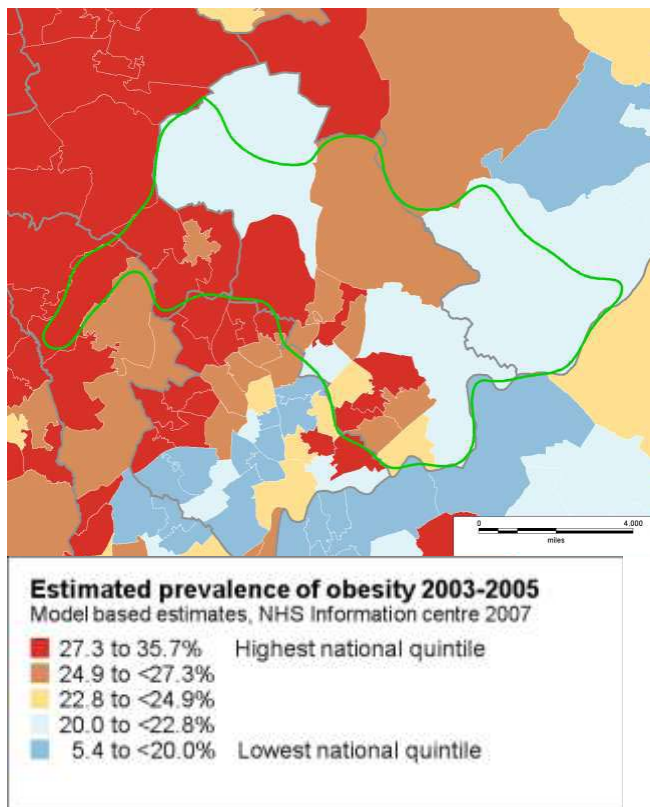 0 4,000
miles
Estimated prevalence of obesity 2003-2005
Model based estimates, NHS Information centre 2007
27.3 to 35.7% Highest national quintile
24.9 to <27.3%
22.8 to <24.9%
20.0 to <22.8%
5.4 to <20.0% Lowest national quintile